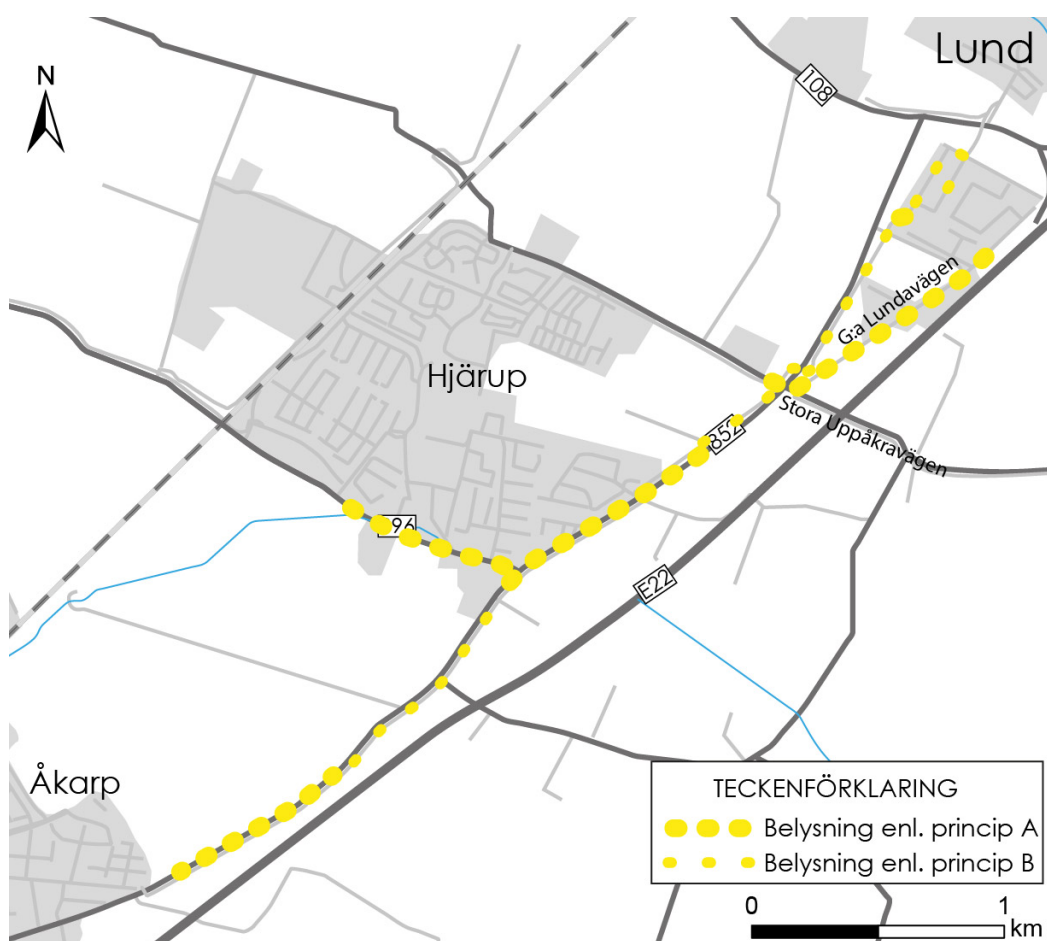 Lund
N
108
G:a Lundavägen
Hjärup
852
Stora Uppåkravägen
896
E22
Åkarp
TECKENFÖRKLARING
Belysning enl. princip A
Belysning enl. princip B
0 1
km